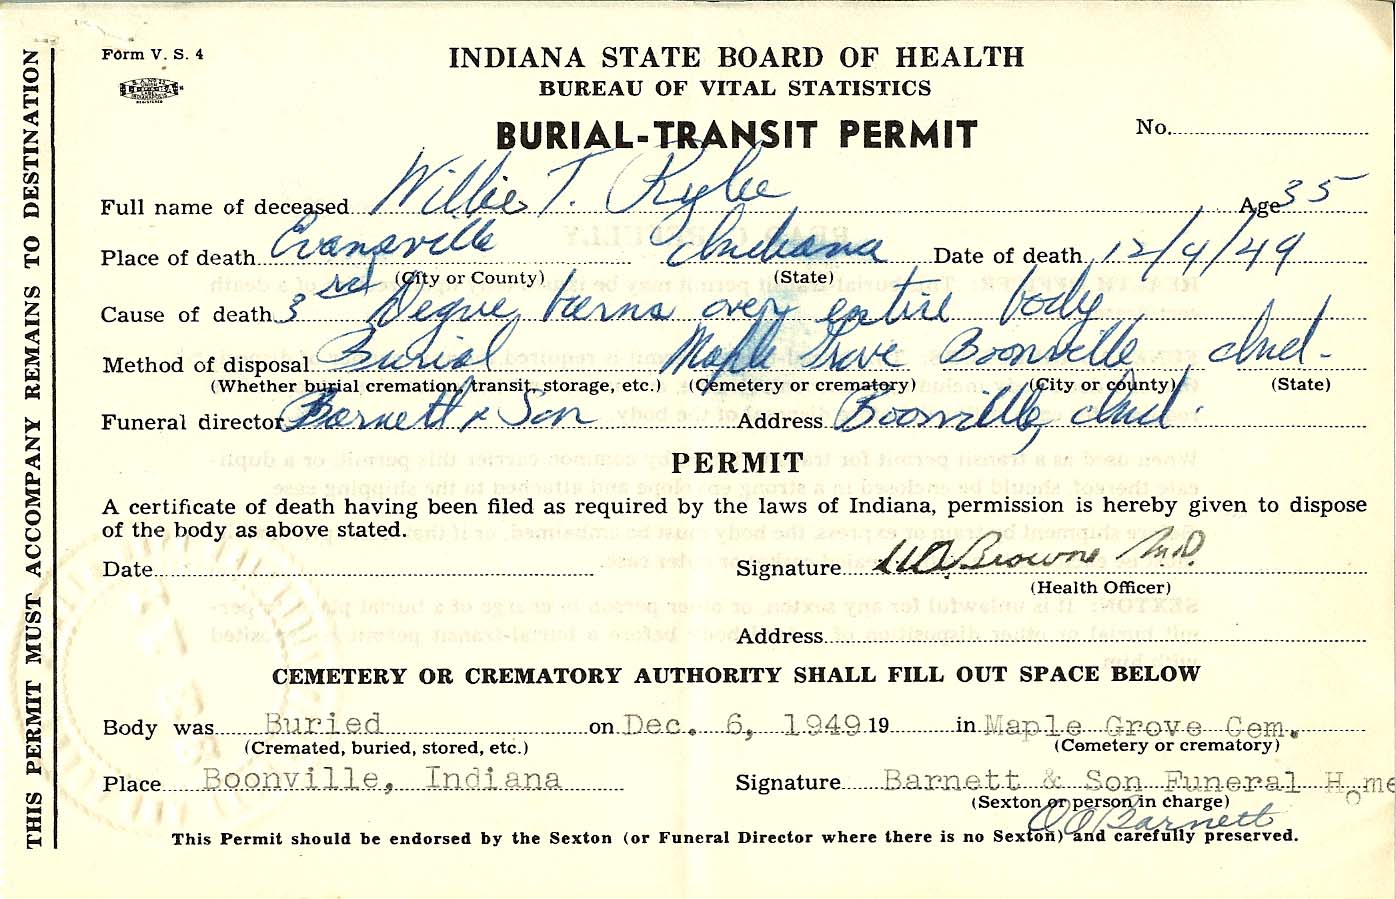 Form V. S. 4
INDIANA STATE BOARD OF HEALTH
BUREAU OF VITAL STATISTICS
BURIAL-TRANSIT PERMIT
No.
THIS PERMIT MUST ACCOMPANY REMAINS TO DESTINATION
Full name of deceased Willie T. Rylee Age 35
Place of death Evansville Indiana Date of death 12/4/49
(City or County) (State)
Cause of death 3rd Degree burns over entire body
Method of disposal Burial Maple Grove Boonville Ind.
(Whether burial cremation, transit, storage, etc.) (Cemetery or crematory) (City or county) (State)
Funeral director Barnett & Son Address Boonville, Ind.
PERMIT
A certificate of death having been filed as required by the laws of Indiana, permission is hereby given to dispose
of the body as above stated.
Date Signature Browne M.D.
(Health Officer)
Address
CEMETERY OR CREMATORY AUTHORITY SHALL FILL OUT SPACE BELOW
Body was Buried on Dec. 6, 1949 19 in Maple Grove Cem.
(Cremated, buried, stored, etc.) (Cemetery or crematory)
Place Boonville, Indiana Signature Barnett & Son Funeral Home
(Sexton or person in charge)
O O Barnett
This Permit should be endorsed by the Sexton (or Funeral Director where there is no Sexton) and carefully preserved.